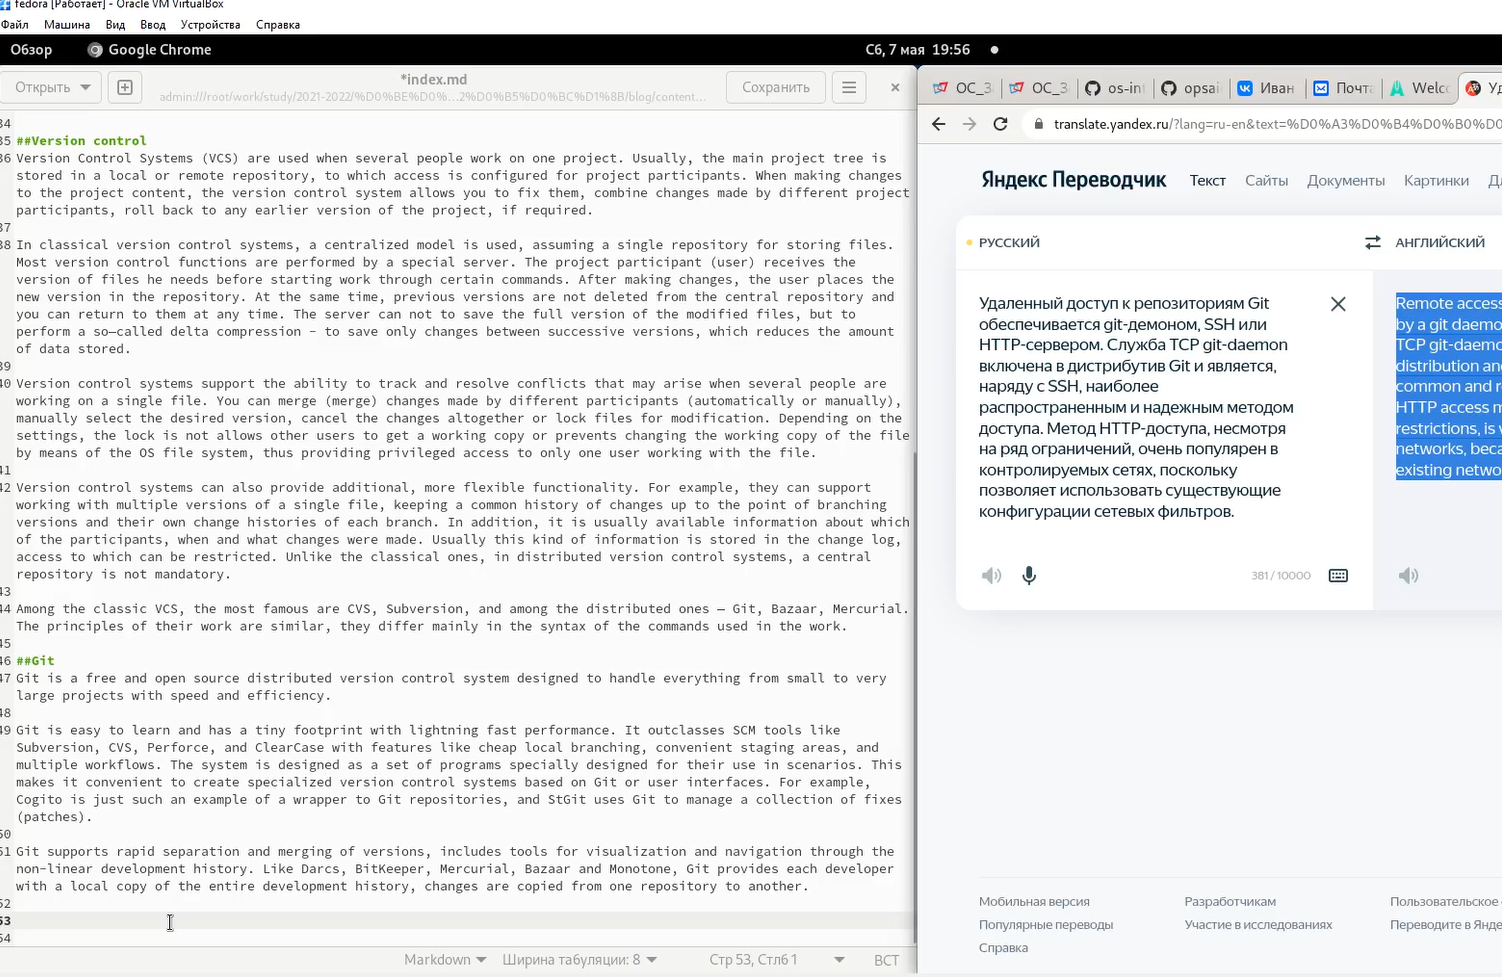 fedora [Работает] - Oracle VM VirtualBox
Файл Машина Вид Ввод Устройства Справка
Обзор Google Chrome Сб, 7 мая 19:56
Открыть *index.md Сохранить
admin:///root/work/study/2021-2022/%D0%BE%D0%...2%D0%B5%D0%BC%D1%8B/blog/content...
34
35 ##Version control
36 Version Control Systems (VCS) are used when several people work on one project. Usually, the main project tree is
stored in a local or remote repository, to which access is configured for project participants. When making changes
to the project content, the version control system allows you to fix them, combine changes made by different project
participants, roll back to any earlier version of the project, if required.
37
38 In classical version control systems, a centralized model is used, assuming a single repository for storing files.
Most version control functions are performed by a special server. The project participant (user) receives the
version of files he needs before starting work through certain commands. After making changes, the user places the
new version in the repository. At the same time, previous versions are not deleted from the central repository and
you can return to them at any time. The server can not to save the full version of the modified files, but to
perform a so—called delta compression - to save only changes between successive versions, which reduces the amount
of data stored.
39
40 Version control systems support the ability to track and resolve conflicts that may arise when several people are
working on a single file. You can merge (merge) changes made by different participants (automatically or manually),
manually select the desired version, cancel the changes altogether or lock files for modification. Depending on the
settings, the lock is not allows other users to get a working copy or prevents changing the working copy of the file
by means of the OS file system, thus providing privileged access to only one user working with the file.
41
42 Version control systems can also provide additional, more flexible functionality. For example, they can support
working with multiple versions of a single file, keeping a common history of changes up to the point of branching
versions and their own change histories of each branch. In addition, it is usually available information about which
of the participants, when and what changes were made. Usually this kind of information is stored in the change log,
access to which can be restricted. Unlike the classical ones, in distributed version control systems, a central
repository is not mandatory.
43
44 Among the classic VCS, the most famous are CVS, Subversion, and among the distributed ones — Git, Bazaar, Mercurial.
The principles of their work are similar, they differ mainly in the syntax of the commands used in the work.
45
46 ##Git
47 Git is a free and open source distributed version control system designed to handle everything from small to very
large projects with speed and efficiency.
48
49 Git is easy to learn and has a tiny footprint with lightning fast performance. It outclasses SCM tools like
Subversion, CVS, Perforce, and ClearCase with features like cheap local branching, convenient staging areas, and
multiple workflows. The system is designed as a set of programs specially designed for their use in scenarios. This
makes it convenient to create specialized version control systems based on Git or user interfaces. For example,
Cogito is just such an example of a wrapper to Git repositories, and StGit uses Git to manage a collection of fixes
(patches).
50
51 Git supports rapid separation and merging of versions, includes tools for visualization and navigation through the
non-linear development history. Like Darcs, BitKeeper, Mercurial, Bazaar and Monotone, Git provides each developer
with a local copy of the entire development history, changes are copied from one repository to another.
52
53
54
Markdown Ширина табуляции: 8 Стр 53, Стлб 1 ВСТ
ОС_З ОС_З os-int opsai Иван Почта Welc Уд
translate.yandex.ru/?lang=ru-en&text=%D0%A3%D0%B4%D0%B0%D0
Яндекс Переводчик Текст Сайты Документы Картинки
РУССКИЙ АНГЛИЙСКИЙ
Удаленный доступ к репозиториям Git
обеспечивается git-демоном, SSH или
HTTP-сервером. Служба TCP git-daemon
включена в дистрибутив Git и является,
наряду с SSH, наиболее
распространенным и надежным методом
доступа. Метод HTTP-доступа, несмотря
на ряд ограничений, очень популярен в
контролируемых сетях, поскольку
позволяет использовать существующие
конфигурации сетевых фильтров.
381 / 10000
Remote access
by a git daemo
TCP git-daemo
distribution and
common and r
HTTP access m
restrictions, is v
networks, beca
existing netwo
Мобильная версия Разработчикам Пользовательское
Популярные переводы Участие в исследованиях Переводите в Янде
Справка